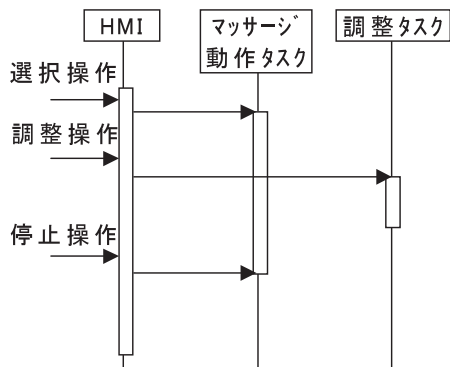 HMI
マッサージ
動作タスク
調整タスク
選択操作
調整操作
停止操作